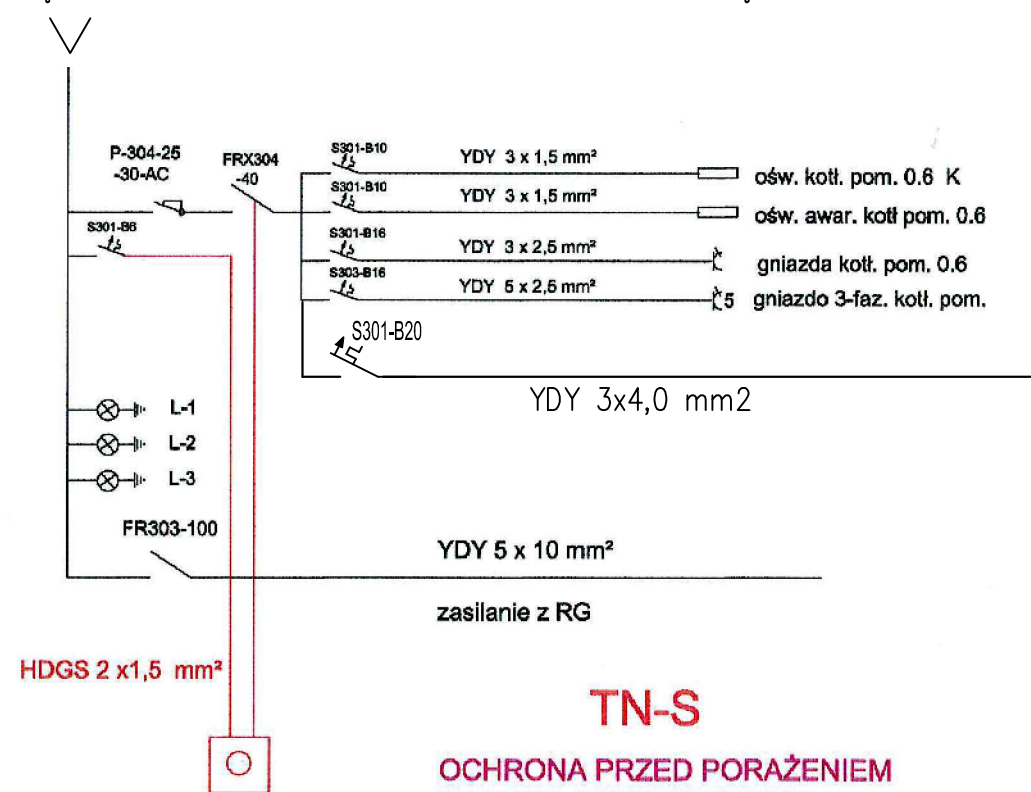 P-304-25
-30-AC
FRX304
-40
S301-B10
YDY 3 x 1,5 mm²
ośw. kotł. pom. 0.6 K
S301-B10
YDY 3 x 1,5 mm²
ośw. awar. kotł pom. 0.6
S301-B6
S301-B16
YDY 3 x 2,5 mm²
gniazda kotł. pom. 0.6
S303-B16
YDY 5 x 2,5 mm²
5
gniazdo 3-faz. kotł. pom.
S301-B20
YDY 3x4,0 mm2
L-1
L-2
L-3
FR303-100
YDY 5 x 10 mm²
zasilanie z RG
HDGS 2 x1,5 mm²
TN-S
OCHRONA PRZED PORAŻENIEM